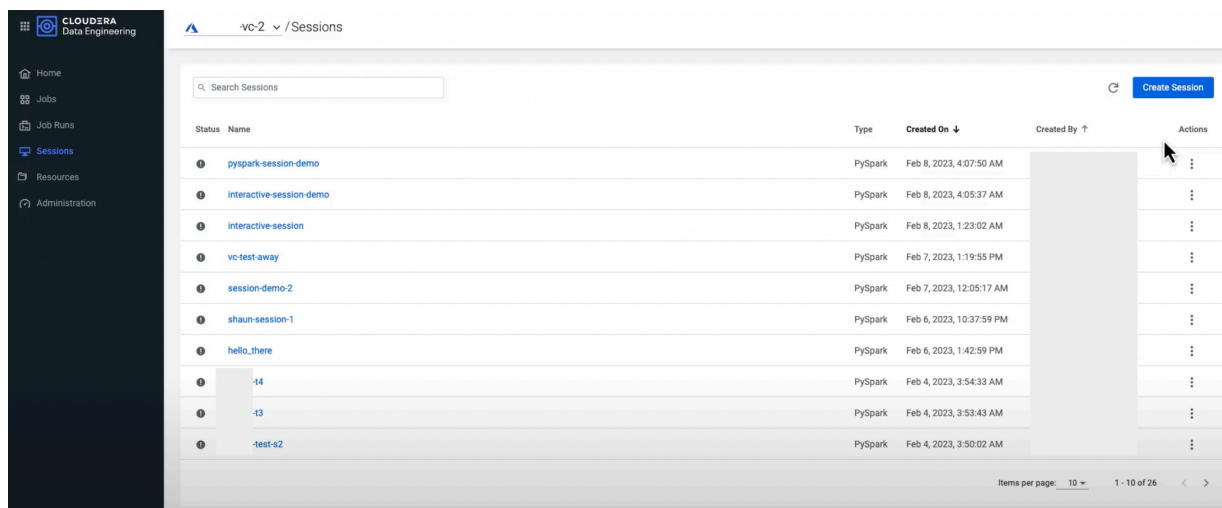 CLOUDERA
Data Engineering
-vc-2 / Sessions
Home
Jobs
Job Runs
Sessions
Resources
Administration
Search Sessions
Create Session
Status Name Type Created On Created By Actions
pyspark-session-demo PySpark Feb 8, 2023, 4:07:50 AM
interactive-session-demo PySpark Feb 8, 2023, 4:05:37 AM
interactive-session PySpark Feb 8, 2023, 1:23:02 AM
vc-test-away PySpark Feb 7, 2023, 1:19:55 PM
session-demo-2 PySpark Feb 7, 2023, 12:05:17 AM
shaun-session-1 PySpark Feb 6, 2023, 10:37:59 PM
hello_there PySpark Feb 6, 2023, 1:42:59 PM
-t4 PySpark Feb 4, 2023, 3:54:33 AM
-t3 PySpark Feb 4, 2023, 3:53:43 AM
-test-s2 PySpark Feb 4, 2023, 3:50:02 AM
Items per page: 10 1 - 10 of 26